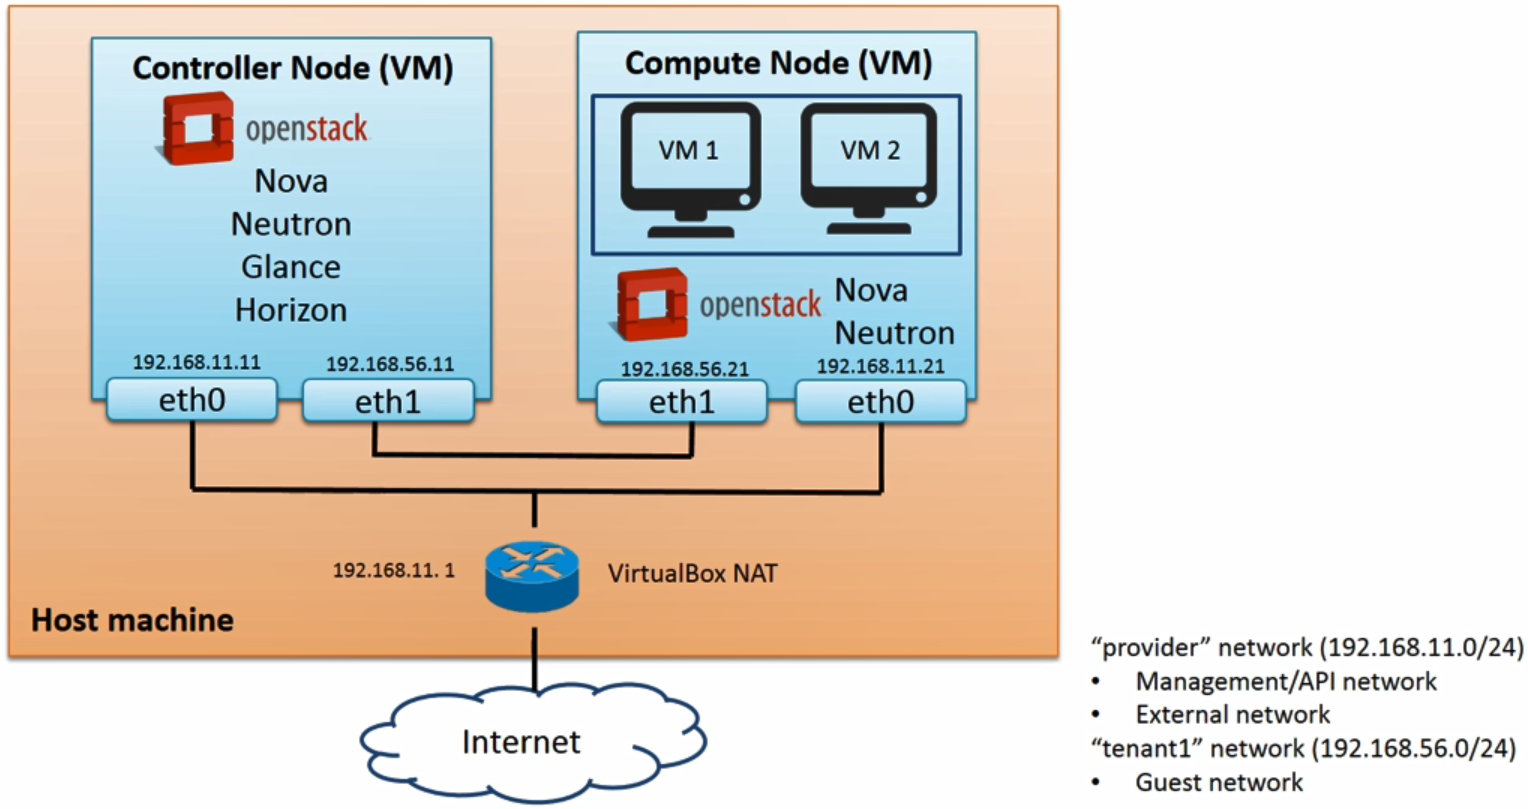 Controller Node (VM)
openstack
Nova
Neutron
Glance
Horizon
192.168.11.11
192.168.56.11
eth0
eth1
Compute Node (VM)
VM 1
VM 2
openstack
Nova
Neutron
192.168.56.21
192.168.11.21
eth1
eth0
192.168.11. 1
VirtualBox NAT
Host machine
Internet
“provider” network (192.168.11.0/24)
• Management/API network
• External network
“tenant1” network (192.168.56.0/24)
• Guest network